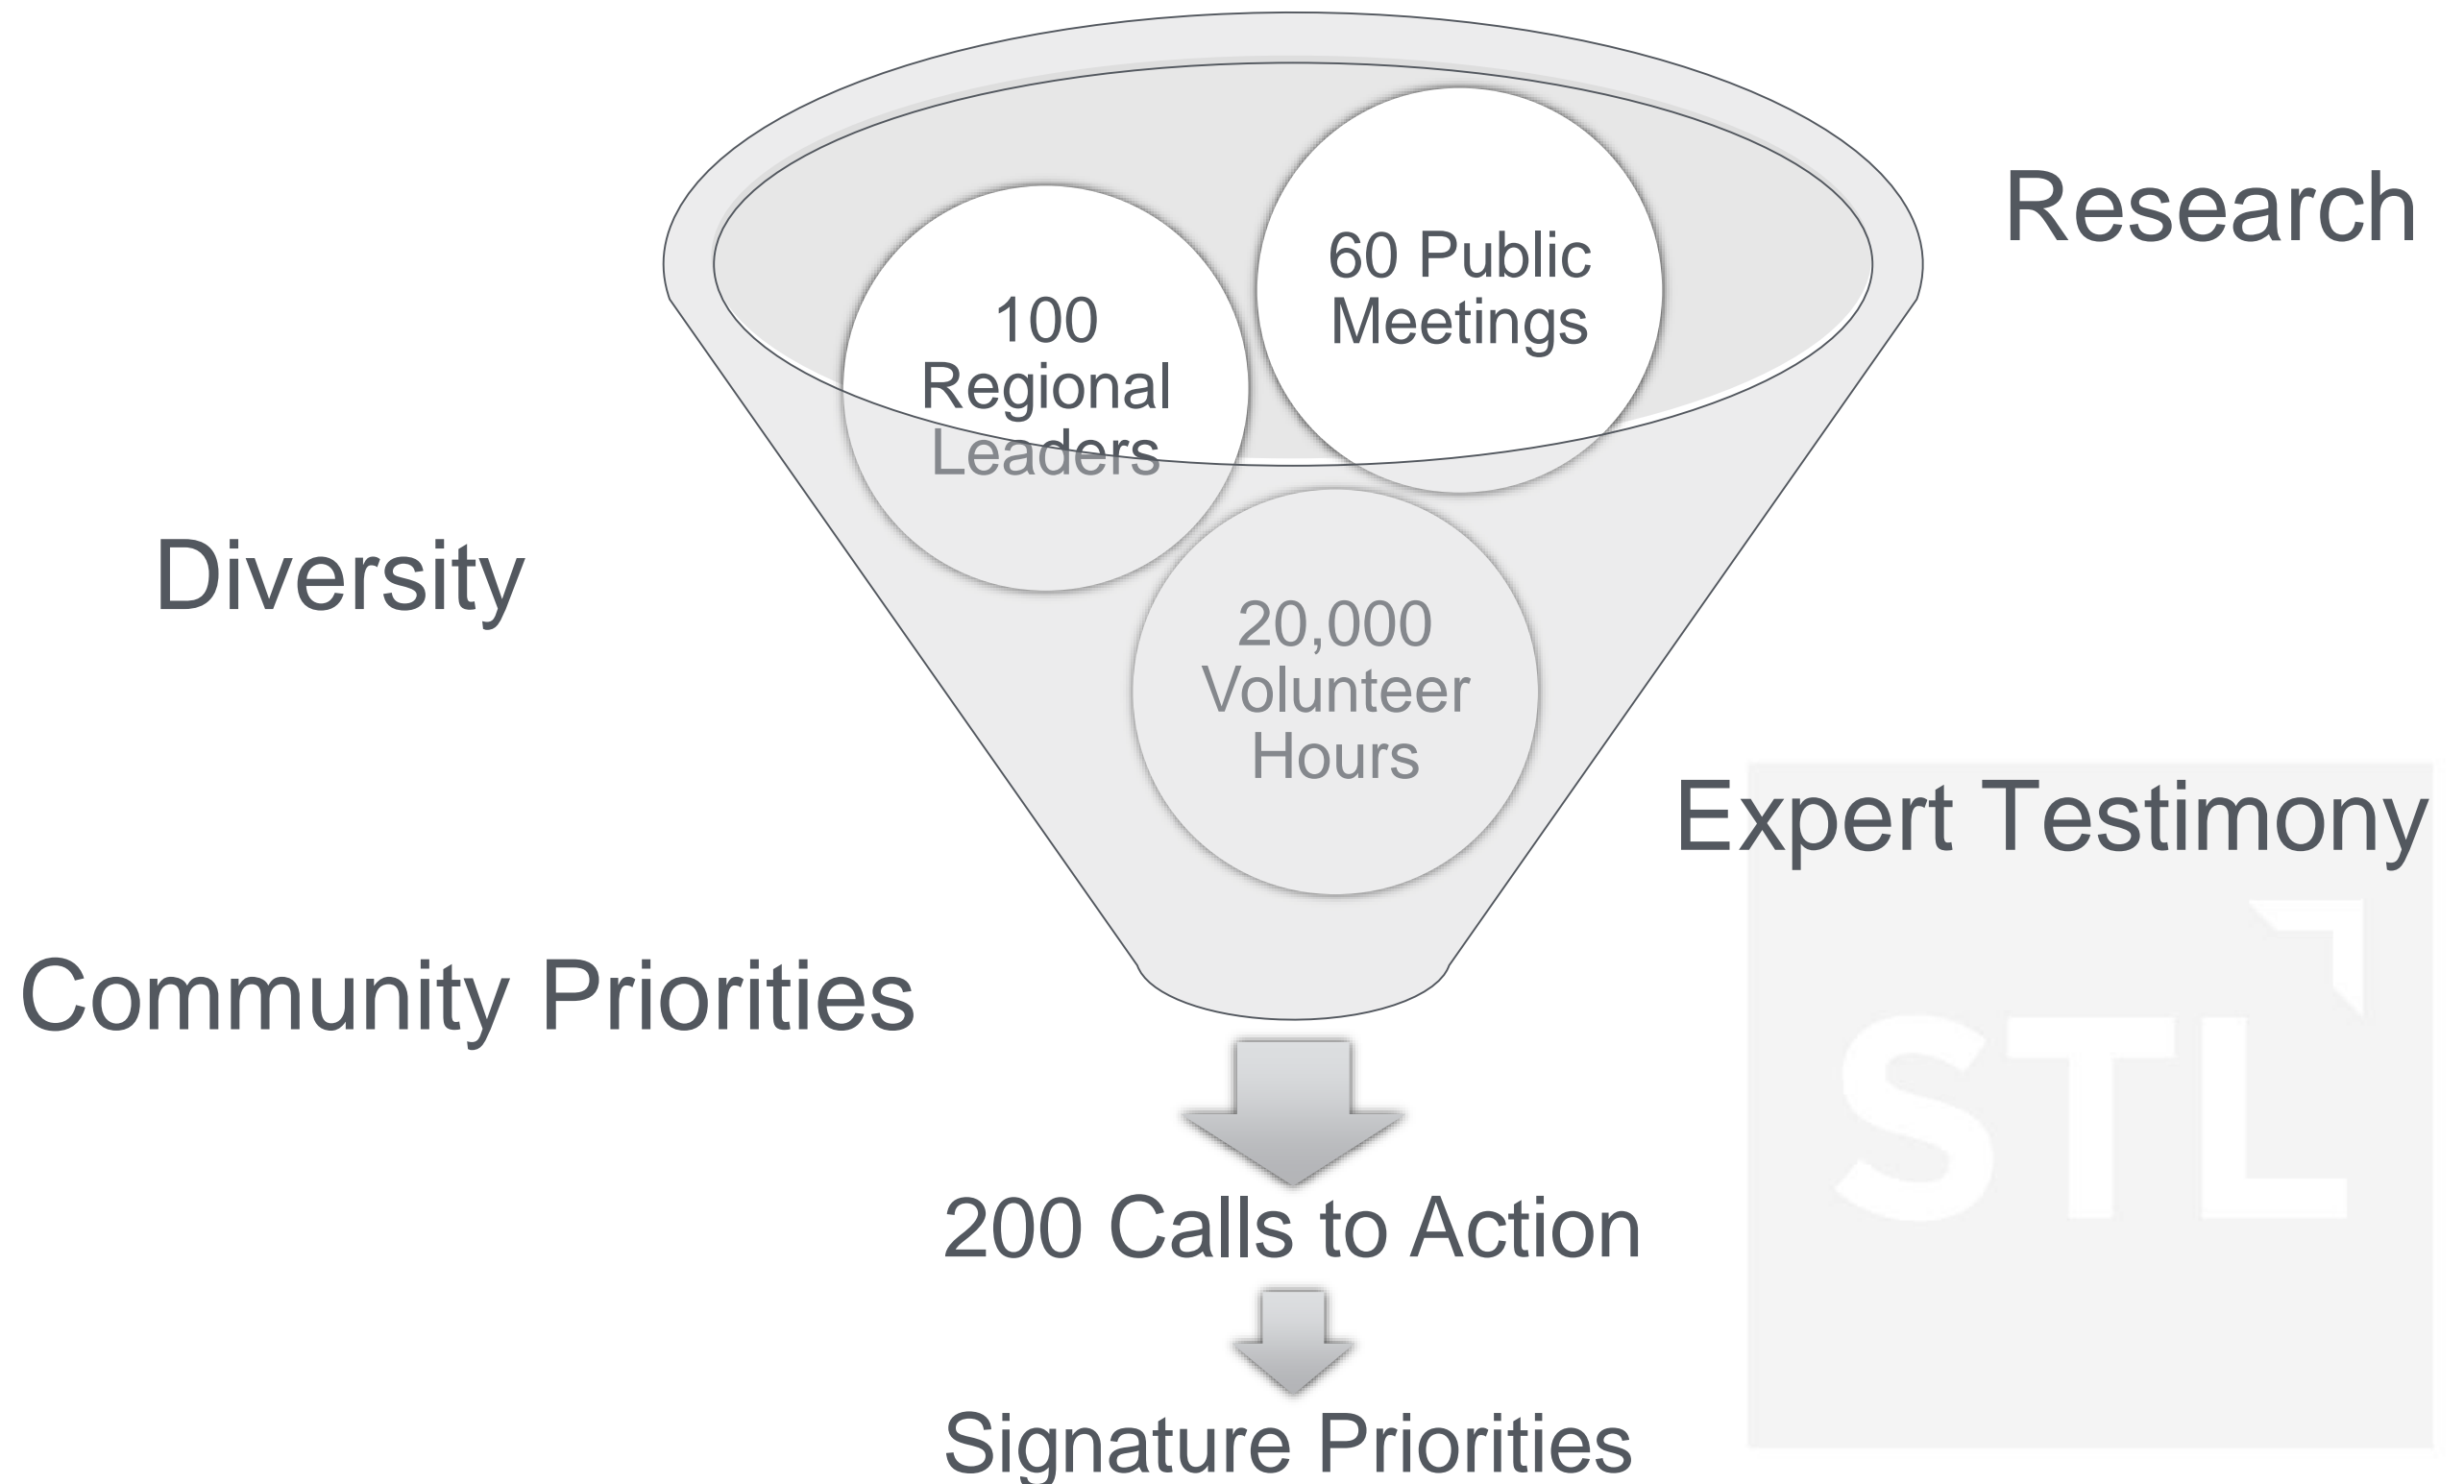 Research
60 Public
Meetings
100
Regional
Leaders
Diversity
20,000
Volunteer
Hours
Expert Testimony
Community Priorities
STL
200 Calls to Action
Signature Priorities